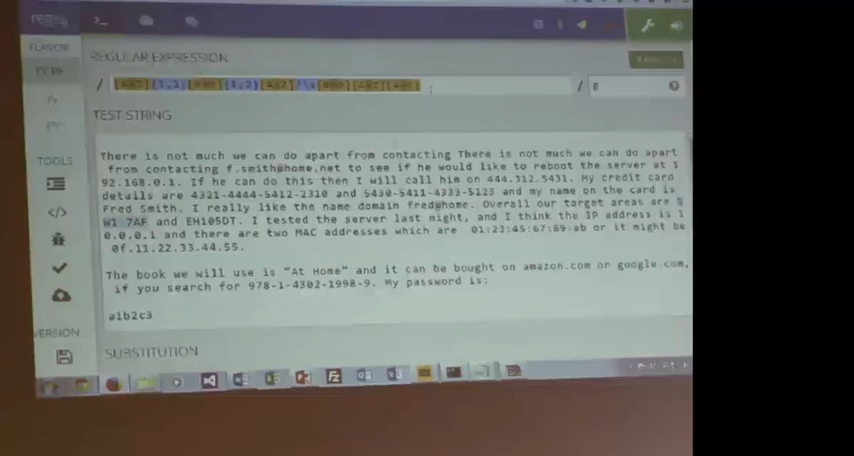 REGULAR EXPRESSION
TEST STRING
There is not much we can do apart from contacting There is not much we can do apart
from contacting f.smith@home.net to see if he would like to reboot the server at 1
92.168.0.1. If he can do this then I will call him on 444.312.5431. My credit card
details are 4321-4444-5412-2310 and 5430-5411-4333-5123 and my name on the card is
Fred Smith. I really like the name domain fred@home. Overall our target areas are S
W1 7AF and EH105DT. I tested the server last night, and I think the IP address is 1
0.0.0.1 and there are two MAC addresses which are 01:23:45:67:89:ab or it might be
0f.11.22.33.44.55.
The book we will use is "At Home" and it can be bought on amazon.com or google.com,
if you search for 978-1-4302-1998-9. My password is:
a1b2c3
SUBSTITUTION
FLAVOR
TOOLS
VERSION